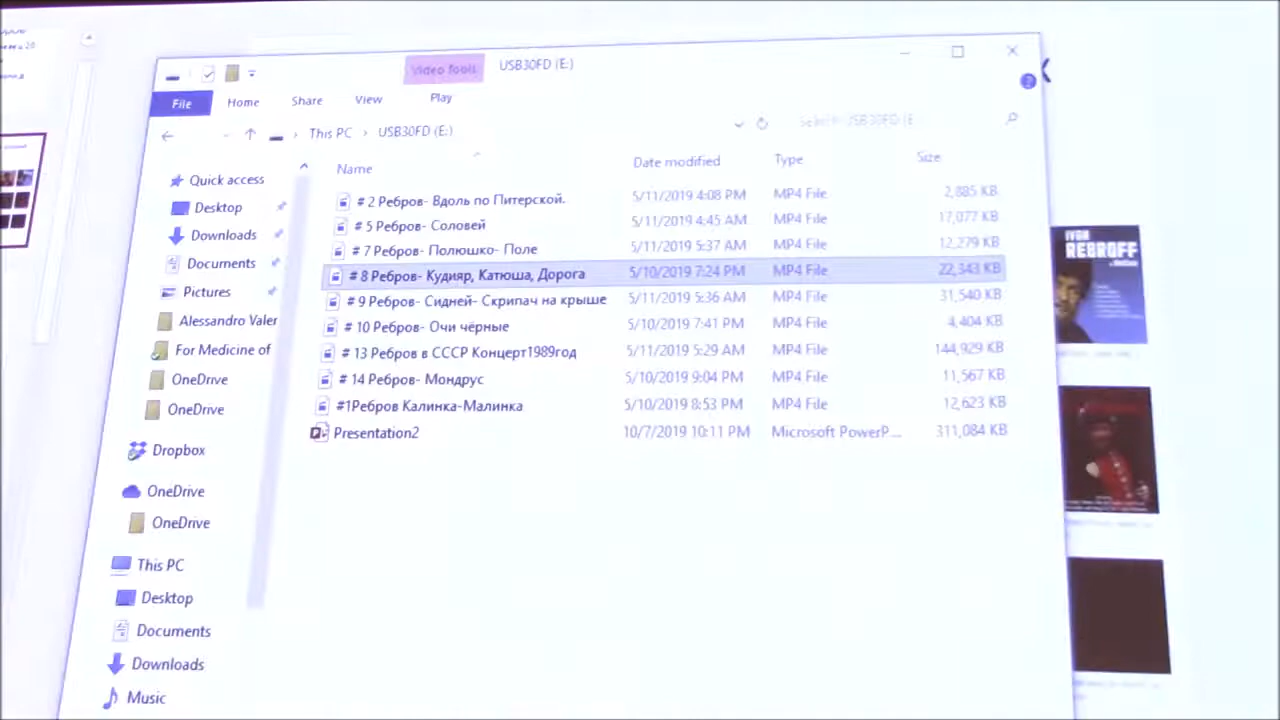 Video Tools
USB30FD (E:)
File
Home
Share
View
Play
This PC > USB30FD (E:)
Search USB30FD (E:
Name
Date modified
Type
Size
# 2 Ребров- Вдоль по Питерской. 5/11/2019 4:08 PM MP4 File 2,885 KB
# 5 Ребров- Соловей 5/11/2019 4:45 AM MP4 File 17,077 KB
# 7 Ребров- Полюшко- Поле 5/11/2019 5:37 AM MP4 File 12,279 KB
# 8 Ребров- Кудияр, Катюша, Дорога 5/10/2019 7:24 PM MP4 File 22,343 KB
# 9 Ребров- Сидней- Скрипач на крыше 5/11/2019 5:36 AM MP4 File 31,540 KB
# 10 Ребров- Очи чёрные 5/10/2019 7:41 PM MP4 File 4,404 KB
# 13 Ребров в СССР Концерт1989год 5/11/2019 5:29 AM MP4 File 144,929 KB
# 14 Ребров- Мондрус 5/10/2019 9:04 PM MP4 File 11,567 KB
#1Ребров Калинка-Малинка 5/10/2019 8:53 PM MP4 File 12,623 KB
Presentation2 10/7/2019 10:11 PM Microsoft PowerP... 311,084 KB
Quick access
Desktop
Downloads
Documents
Pictures
Alessandro Valer
For Medicine of
OneDrive
OneDrive
Dropbox
OneDrive
OneDrive
This PC
Desktop
Documents
Downloads
Music
IVAN
REBROFF